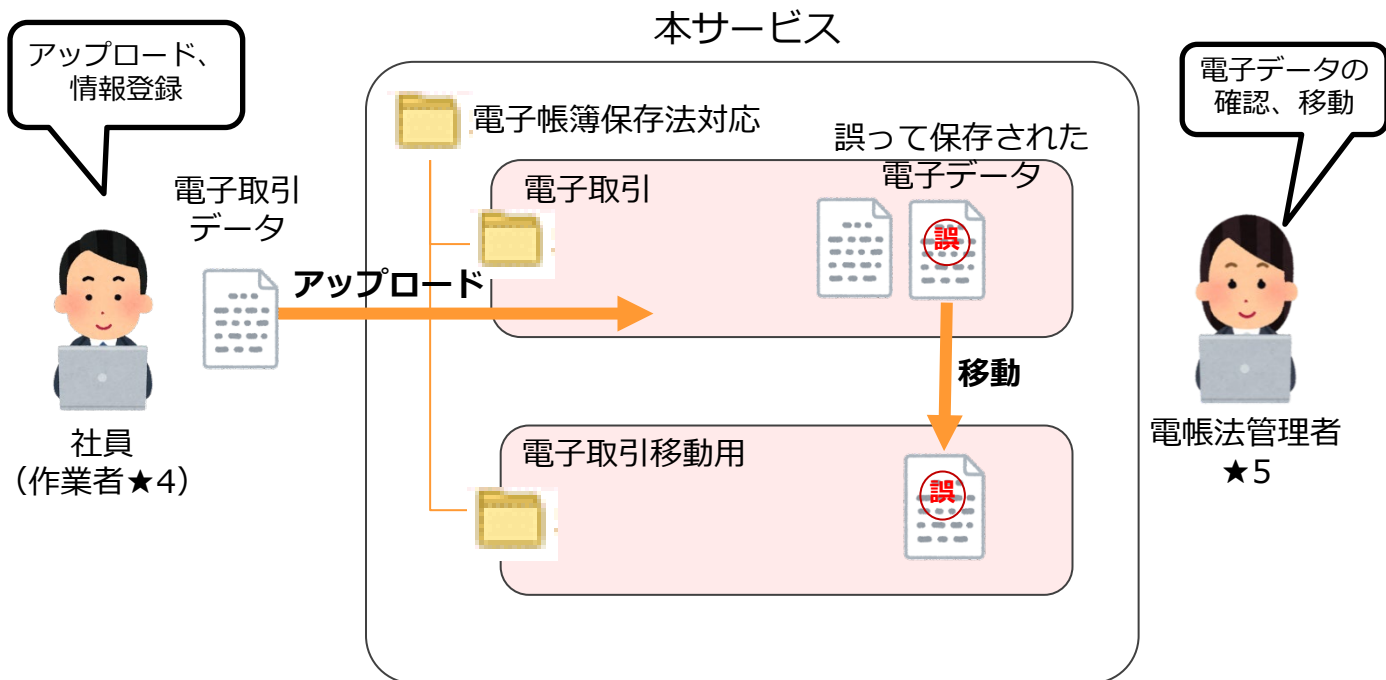 本サービス
アップロード、
情報登録
電子データの
確認、移動
電子帳簿保存法対応
誤って保存された
電子データ
電子取引
データ
電子取引
誤
アップロード
移動
社員
（作業者★4）
電子取引移動用
誤
電帳法管理者
★5